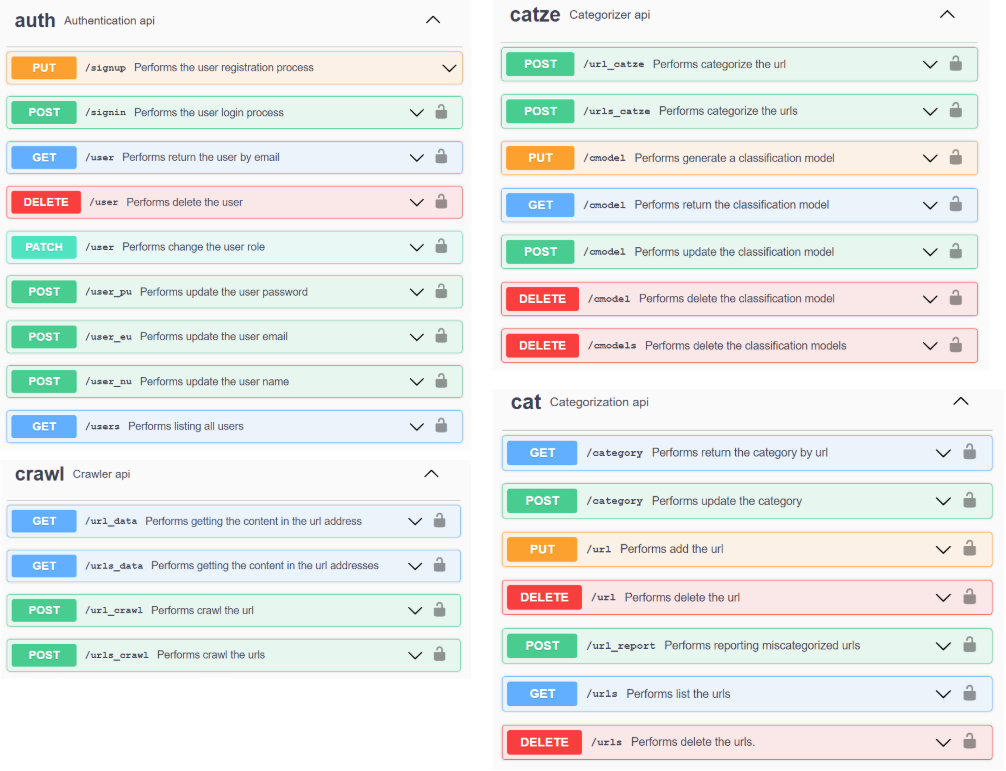 auth Authentication api
PUT /signup Performs the user registration process
POST /signin Performs the user login process
GET /user Performs return the user by email
DELETE /user Performs delete the user
PATCH /user Performs change the user role
POST /user_pu Performs update the user password
POST /user_eu Performs update the user email
POST /user_nu Performs update the user name
GET /users Performs listing all users
crawl Crawler api
GET /url_data Performs getting the content in the url address
GET /urls_data Performs getting the content in the url addresses
POST /url_crawl Performs crawl the url
POST /urls_crawl Performs crawl the urls
catze Categorizer api
POST /url_catze Performs categorize the url
POST /urls_catze Performs categorize the urls
PUT /cmodel Performs generate a classification model
GET /cmodel Performs return the classification model
POST /cmodel Performs update the classification model
DELETE /cmodel Performs delete the classification model
DELETE /cmodels Performs delete the classification models
cat Categorization api
GET /category Performs return the category by url
POST /category Performs update the category
PUT /url Performs add the url
DELETE /url Performs delete the url
POST /url_report Performs reporting miscategorized urls
GET /urls Performs list the urls
DELETE /urls Performs delete the urls.